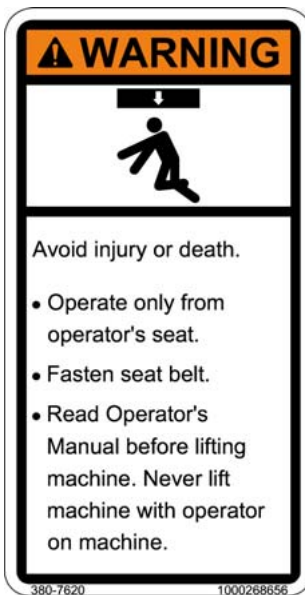 WARNING
Avoid injury or death.
• Operate only from
operator's seat.
• Fasten seat belt.
• Read Operator's
Manual before lifting
machine. Never lift
machine with operator
on machine.
380-7620 1000268656